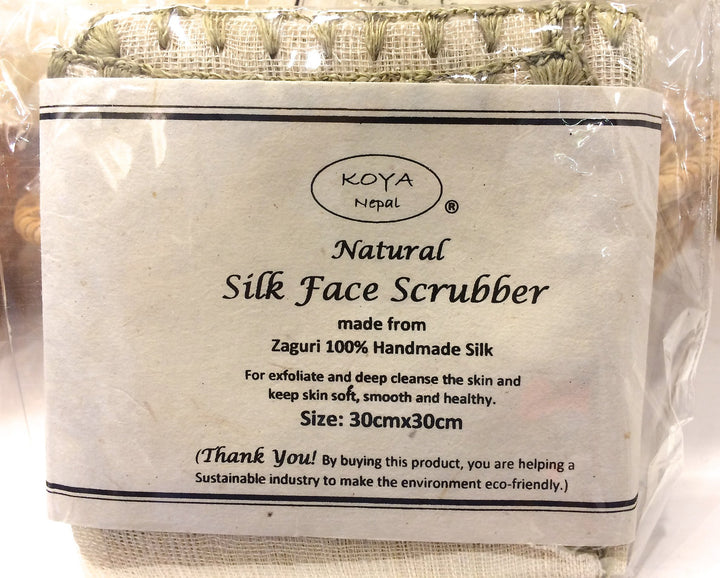 KOYA
Nepal
®
Natural
Silk Face Scrubber
made from
Zaguri 100% Handmade Silk
For exfoliate and deep cleanse the skin and
keep skin soft, smooth and healthy.
Size: 30cmx30cm
(Thank You! By buying this product, you are helping a
Sustainable industry to make the environment eco-friendly.)